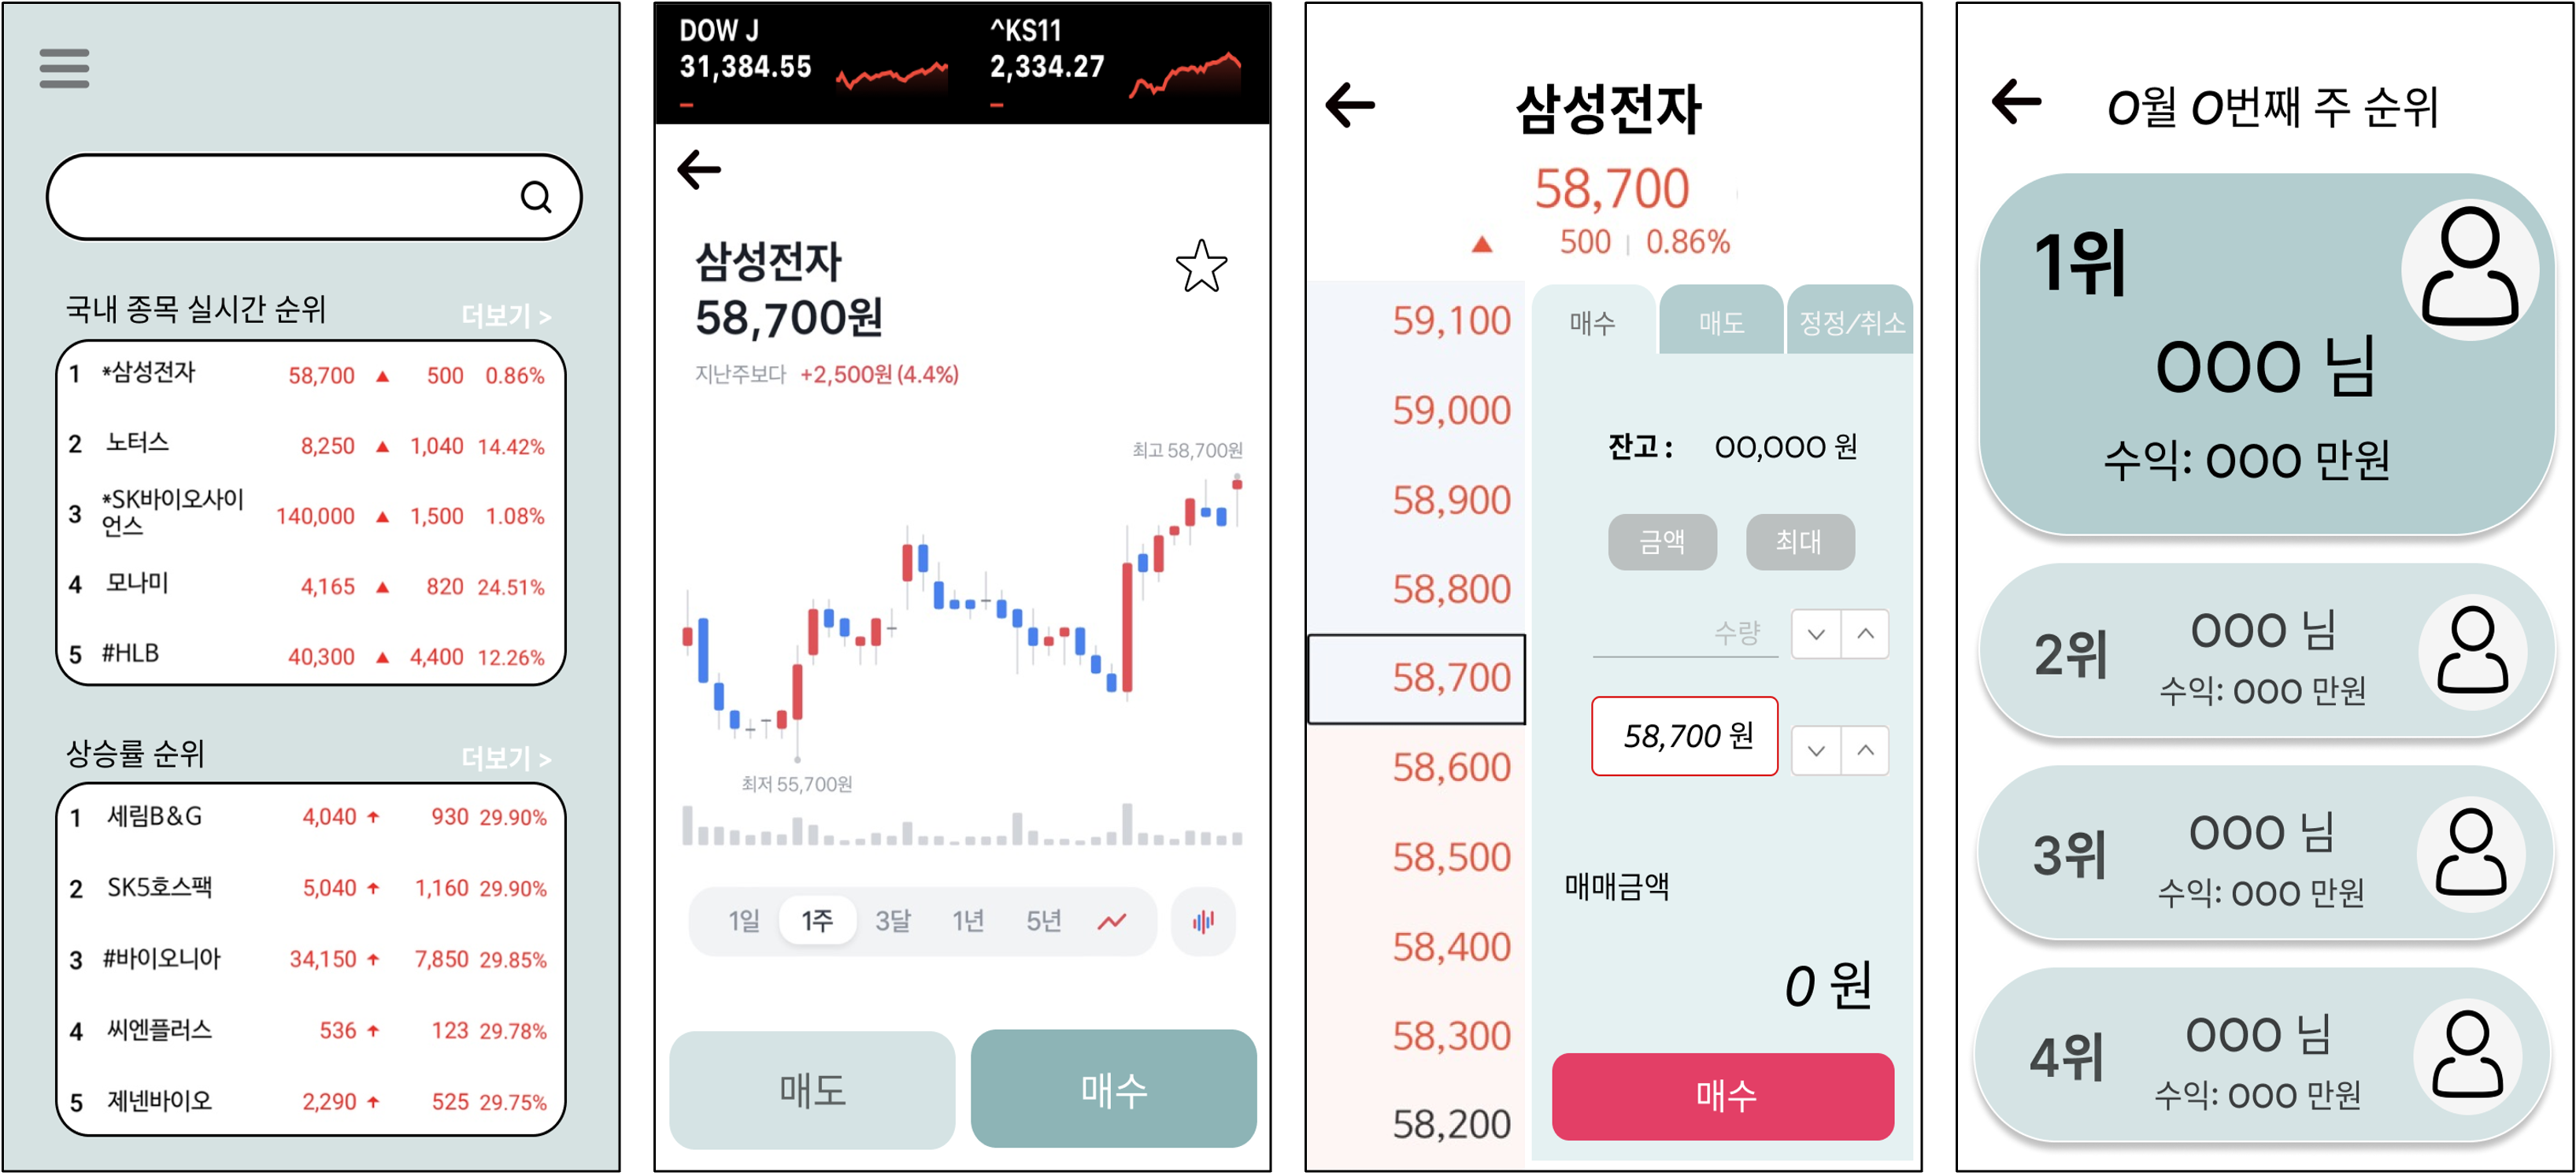 국내 종목 실시간 순위 더보기 >
1 *삼성전자 58,700 ▲ 500 0.86%
2 노터스 8,250 ▲ 1,040 14.42%
3 *SK바이오사이
언스 140,000 ▲ 1,500 1.08%
4 모나미 4,165 ▲ 820 24.51%
5 #HLB 40,300 ▲ 4,400 12.26%
상승률 순위 더보기 >
1 세림B&G 4,040 ↑ 930 29.90%
2 SK5호스팩 5,040 ↑ 1,160 29.90%
3 #바이오니아 34,150 ↑ 7,850 29.85%
4 씨엔플러스 536 ↑ 123 29.78%
5 제넨바이오 2,290 ↑ 525 29.75%
DOW J ^KS11
31,384.55 2,334.27
삼성전자
58,700원
지난주보다 +2,500원 (4.4%)
최고 58,700원
최저 55,700원
1일 1주 3달 1년 5년
매도 매수
삼성전자
58,700
▲ 500 0.86%
59,100
59,000
58,900
58,800
58,700
58,600
58,500
58,400
58,300
58,200
매수 매도 정정/취소
잔고 : OO,OOO 원
금액 최대
수량
58,700 원
매매금액
0 원
매수
O월 O번째 주 순위
1위
OOO 님
수익: OOO 만원
2위
OOO 님
수익: OOO 만원
3위
OOO 님
수익: OOO 만원
4위
OOO 님
수익: OOO 만원